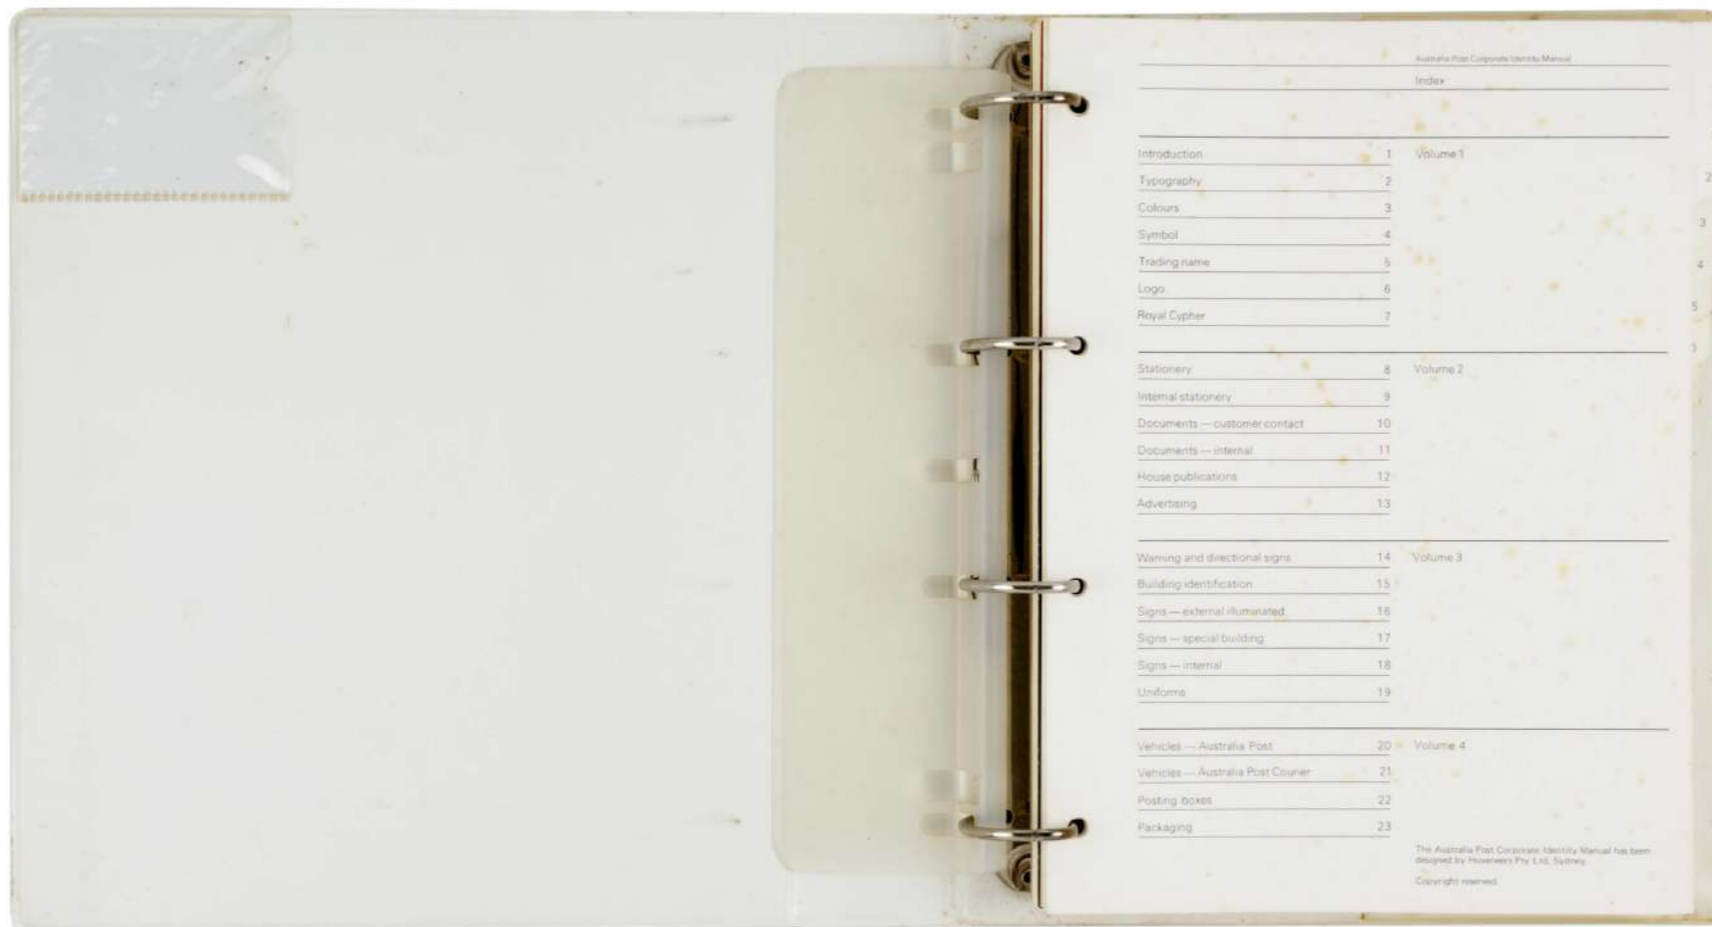 Australia Post Corporate Identity Manual
Index
Introduction 1 Volume 1
Typography 2
Colours 3
Symbol 4
Trading name 5
Logo 6
Royal Cypher 7
Stationery 8 Volume 2
Internal stationery 9
Documents — customer contact 10
Documents — internal 11
House publications 12
Advertising 13
Warning and directional signs 14 Volume 3
Building identification 15
Signs — external illuminated 16
Signs — special building 17
Signs — internal 18
Uniforms 19
Vehicles — Australia Post 20 Volume 4
Vehicles — Australia Post Courier 21
Posting boxes 22
Packaging 23
The Australia Post Corporate Identity Manual has been
designed by Pty Ltd, Sydney.
Copyright reserved.
2
3
4
5